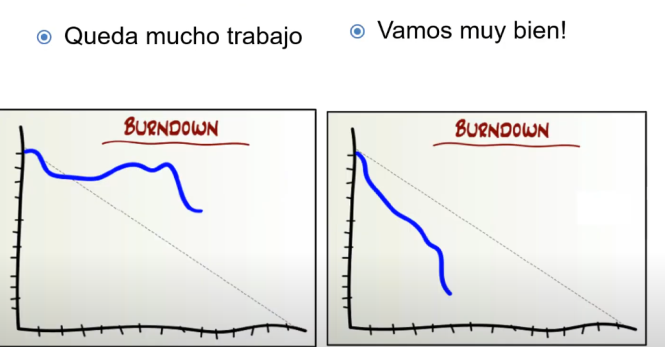 Queda mucho trabajo
Vamos muy bien!
BURNDOWN
BURNDOWN